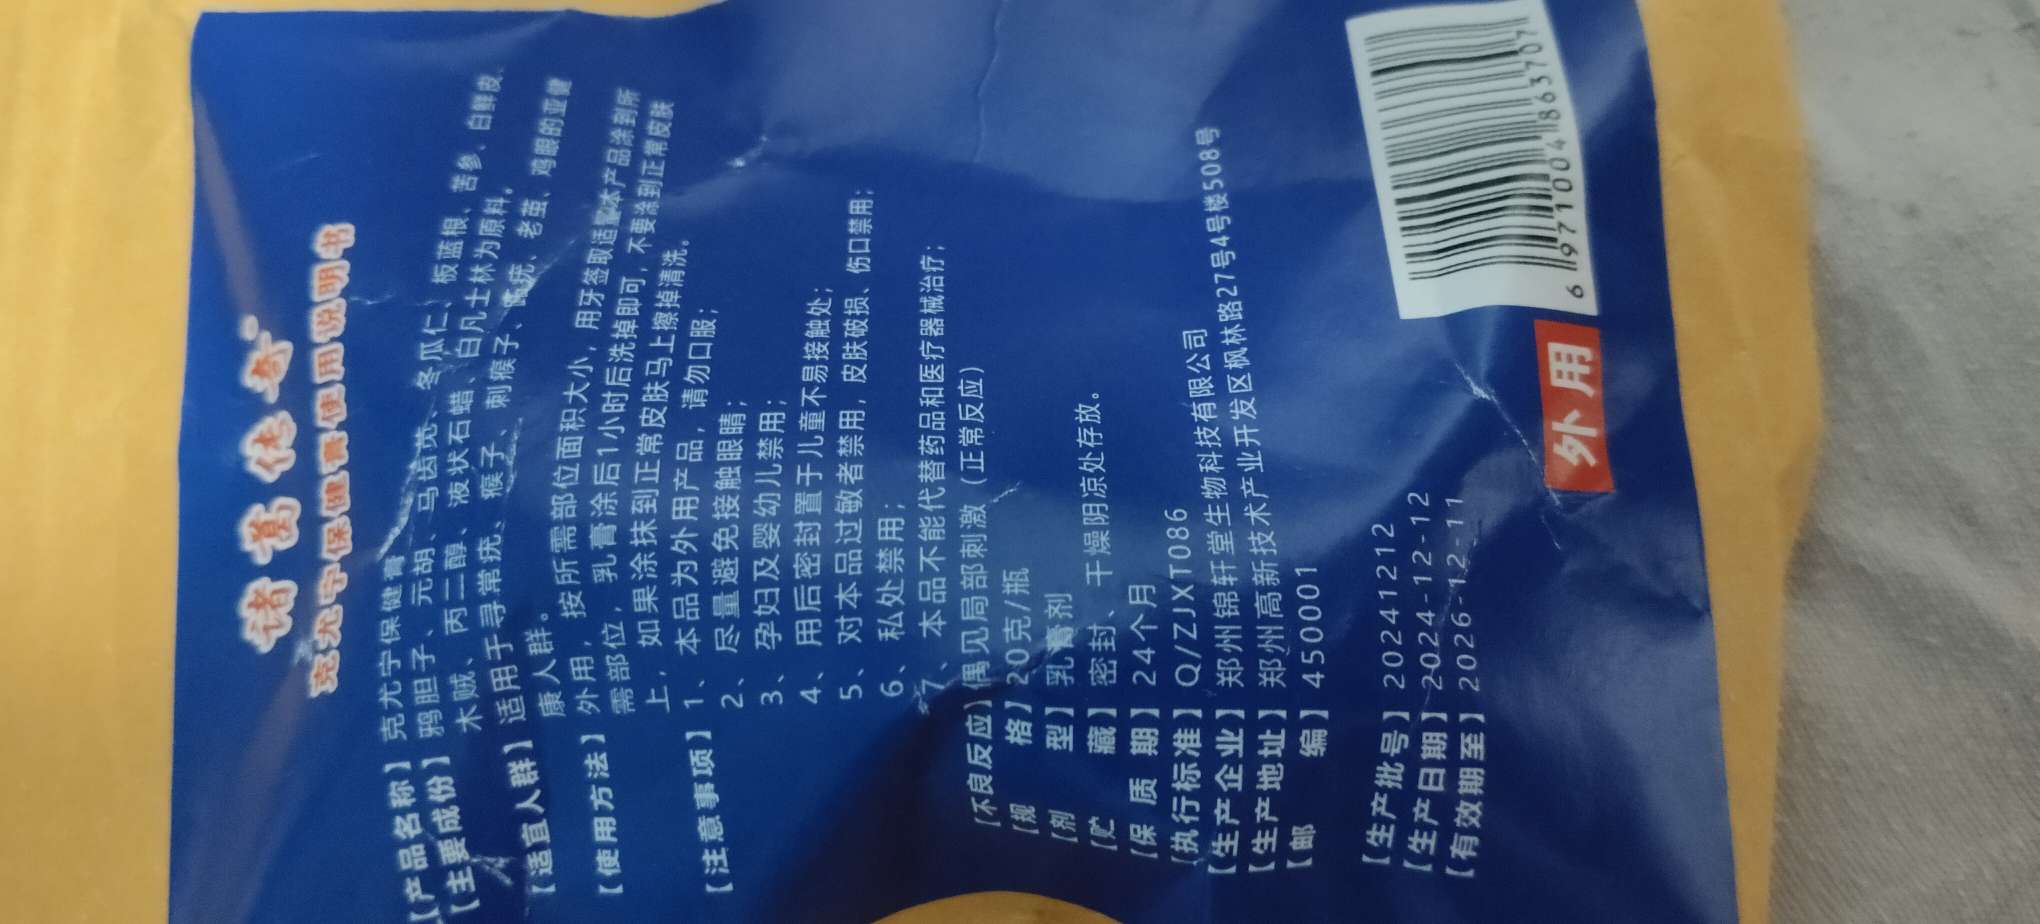 诸葛传奇
克尤宁保健膏使用说明书
【产品名称】克尤宁保健膏
【主要成份】鸦胆子、元胡、马齿苋、冬瓜仁、板蓝根、苦参、白鲜皮、
木贼、丙二醇、液状石蜡、白凡士林为原料。
【适宜人群】适用于寻常疣、瘊子、刺瘊子、跖疣、老茧、鸡眼的亚健
康人群。
【使用方法】外用，按所需部位面积大小，用牙签取适量本产品涂到所
需部位，乳膏涂后1小时后洗掉即可，不要涂到正常皮肤
上，如果涂抹到正常皮肤马上擦掉清洗。
【注意事项】1、本品为外用产品，请勿口服；
2、尽量避免接触眼睛；
3、孕妇及婴幼儿禁用；
4、用后密封置于儿童不易接触处；
5、对本品过敏者禁用，皮肤破损、伤口禁用；
6、私处禁用；
7、本品不能代替药品和医疗器械治疗；
【不良反应】偶见局部刺激（正常反应）
【规 格】20克/瓶
【剂 型】乳膏剂
【贮 藏】密封、干燥阴凉处存放。
【保 质 期】24个月
【执行标准】Q/ZJXT086
【生产企业】郑州锦轩堂生物科技有限公司
【生产地址】郑州高新技术产业开发区枫林路27号4号楼508号
【邮 编】450001
【生产批号】20241212
【生产日期】2024-12-12
【有效期至】2026-12-11
外用
6 971004 863707